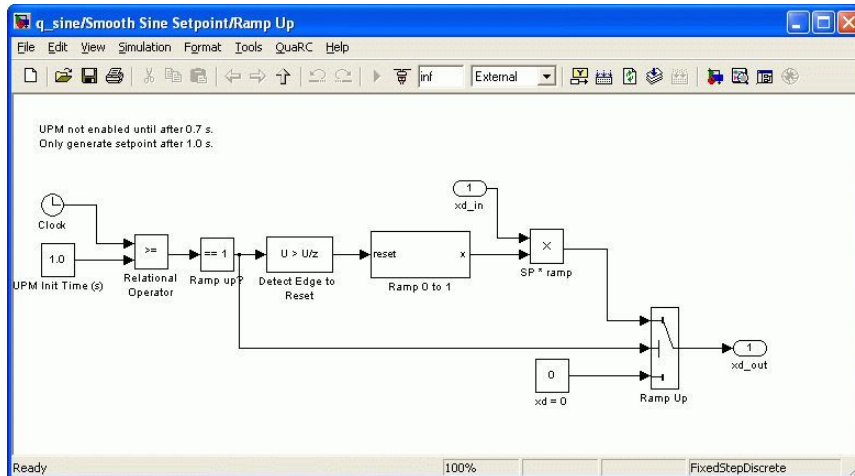 q_sine/Smooth Sine Setpoint/Ramp Up
File Edit View Simulation Format Tools QuaRC Help
inf External
UPM not enabled until after 0.7 s.
Only generate setpoint after 1.0 s.
1
xd_in
Clock
>=
== 1
U > U/z
reset x
×
1.0
UPM Init Time (s)
Relational
Operator
Ramp up?
Detect Edge to
Reset
Ramp 0 to 1
SP * ramp
1
xd_out
0
xd = 0
Ramp Up
Ready 100% FixedStepDiscrete